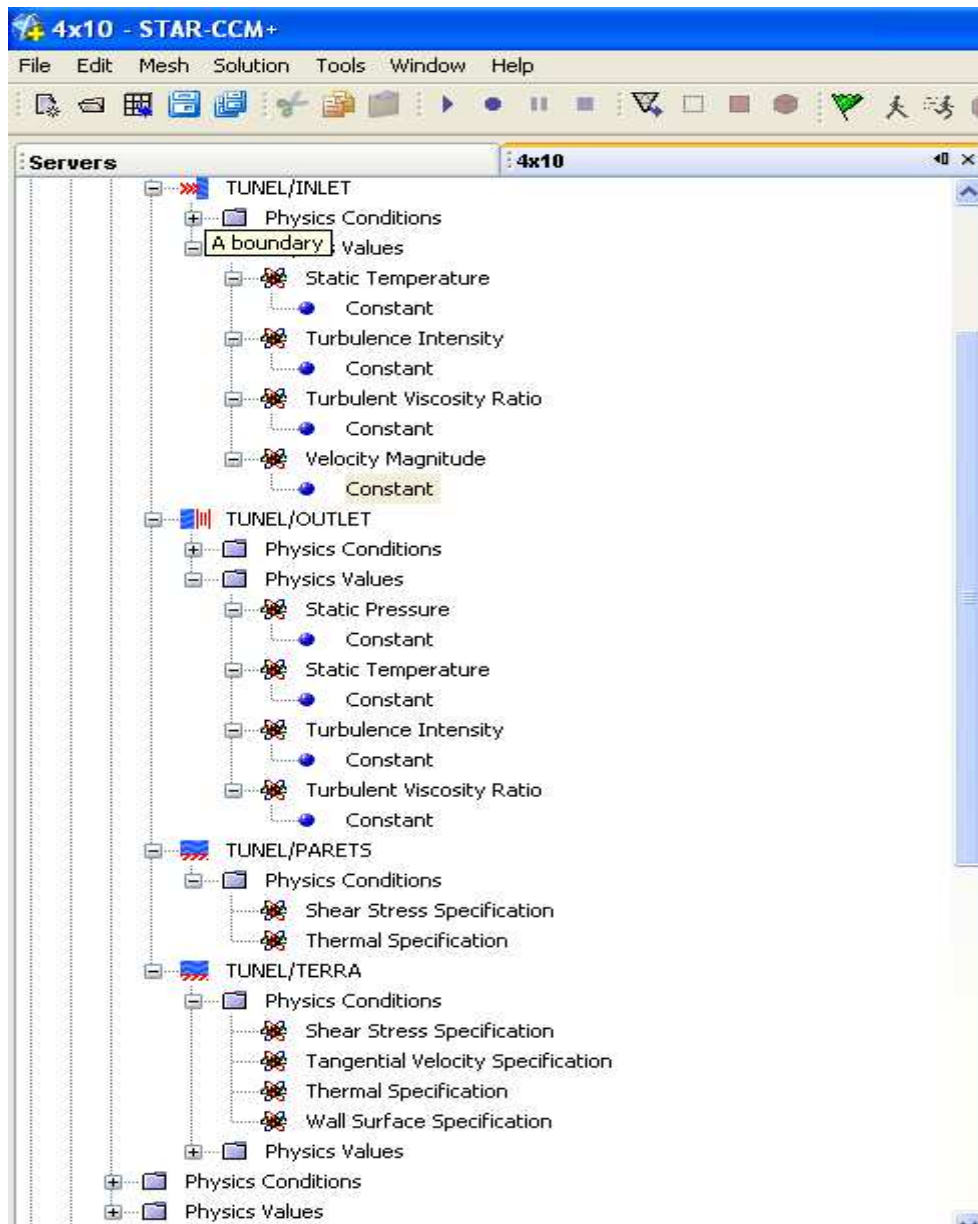 4x10 - STAR-CCM+
File Edit Mesh Solution Tools Window Help
Servers 4x10
TUNEL/INLET
Physics Conditions
A boundary Values
Static Temperature
Constant
Turbulence Intensity
Constant
Turbulent Viscosity Ratio
Constant
Velocity Magnitude
Constant
TUNEL/OUTLET
Physics Conditions
Physics Values
Static Pressure
Constant
Static Temperature
Constant
Turbulence Intensity
Constant
Turbulent Viscosity Ratio
Constant
TUNEL/PARETS
Physics Conditions
Shear Stress Specification
Thermal Specification
TUNEL/TERRA
Physics Conditions
Shear Stress Specification
Tangential Velocity Specification
Thermal Specification
Wall Surface Specification
Physics Values
Physics Conditions
Physics Values